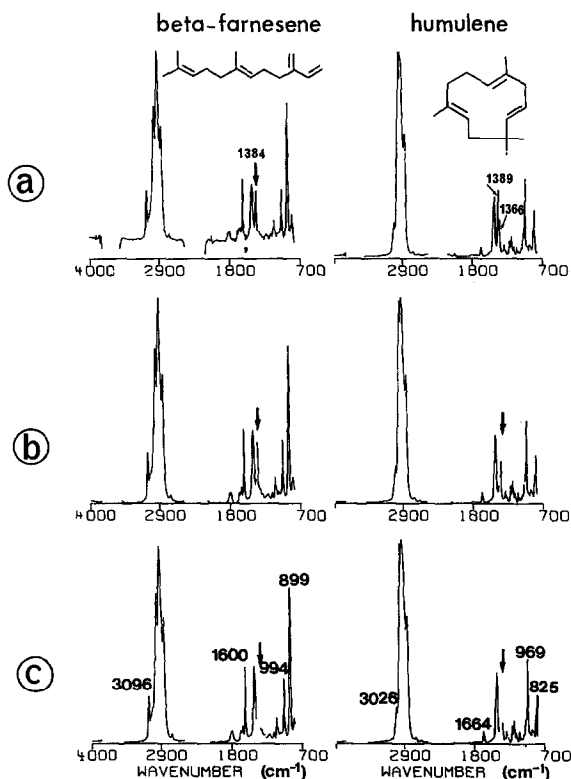 beta-farnesene humulene
1384
1389
1366
a
4000 2900 1800 700 2900 1800 700
b
4000 2900 1800 700 2900 1800 700
899
1600 994 969
3096 3026 1664 825
c
4000 2900 1800 700 2900 1800 700
WAVENUMBER (cm⁻¹) WAVENUMBER (cm⁻¹)